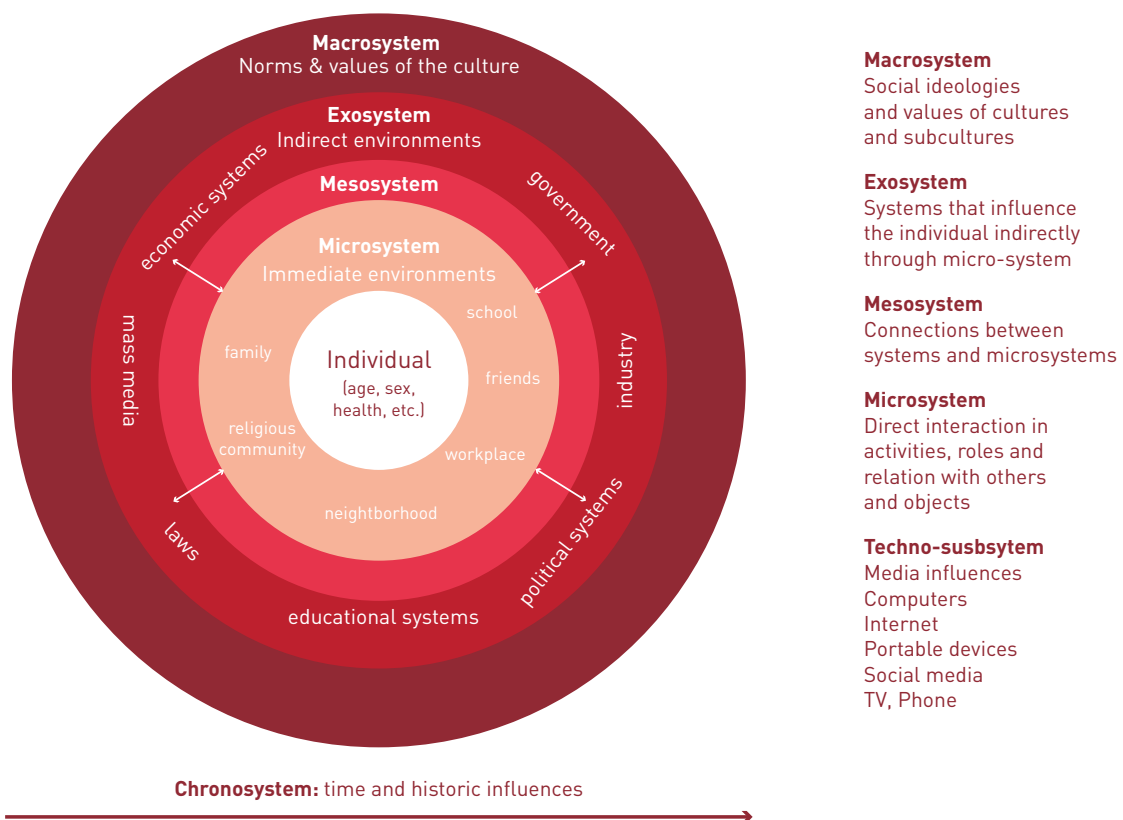 Macrosystem
Norms & values of the culture
Exosystem
Indirect environments
Mesosystem
Microsystem
Immediate environments
economic systems
government
mass media
industry
laws
political systems
educational systems
school
family
friends
religious
community
workplace
neightborhood
Individual
(age, sex,
health, etc.)
Macrosystem
Social ideologies
and values of cultures
and subcultures
Exosystem
Systems that influence
the individual indirectly
through micro-system
Mesosystem
Connections between
systems and microsystems
Microsystem
Direct interaction in
activities, roles and
relation with others
and objects
Techno-susbsytem
Media influences
Computers
Internet
Portable devices
Social media
TV, Phone
Chronosystem: time and historic influences